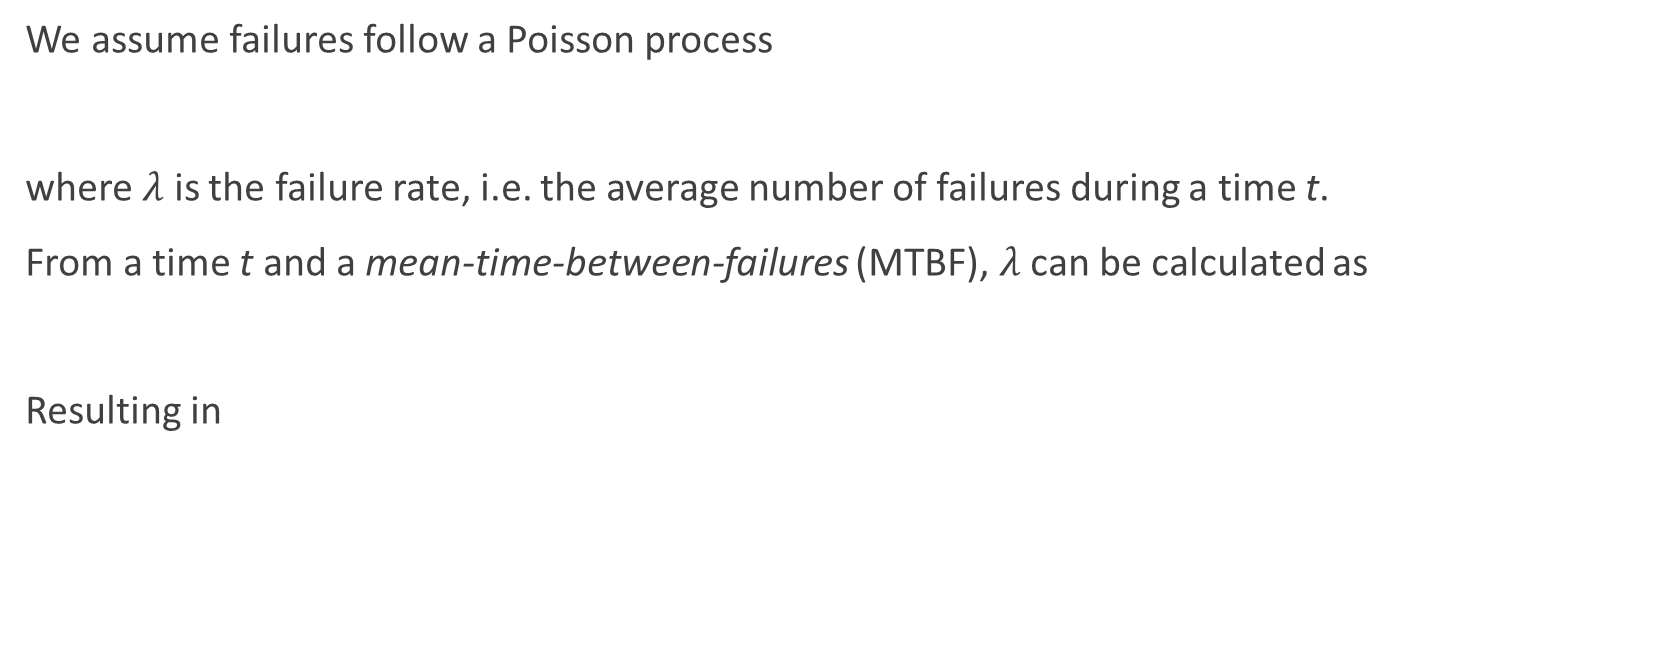 We assume failures follow a Poisson process
where λ is the failure rate, i.e. the average number of failures during a time t.
From a time t and a mean-time-between-failures (MTBF), λ can be calculated as
Resulting in